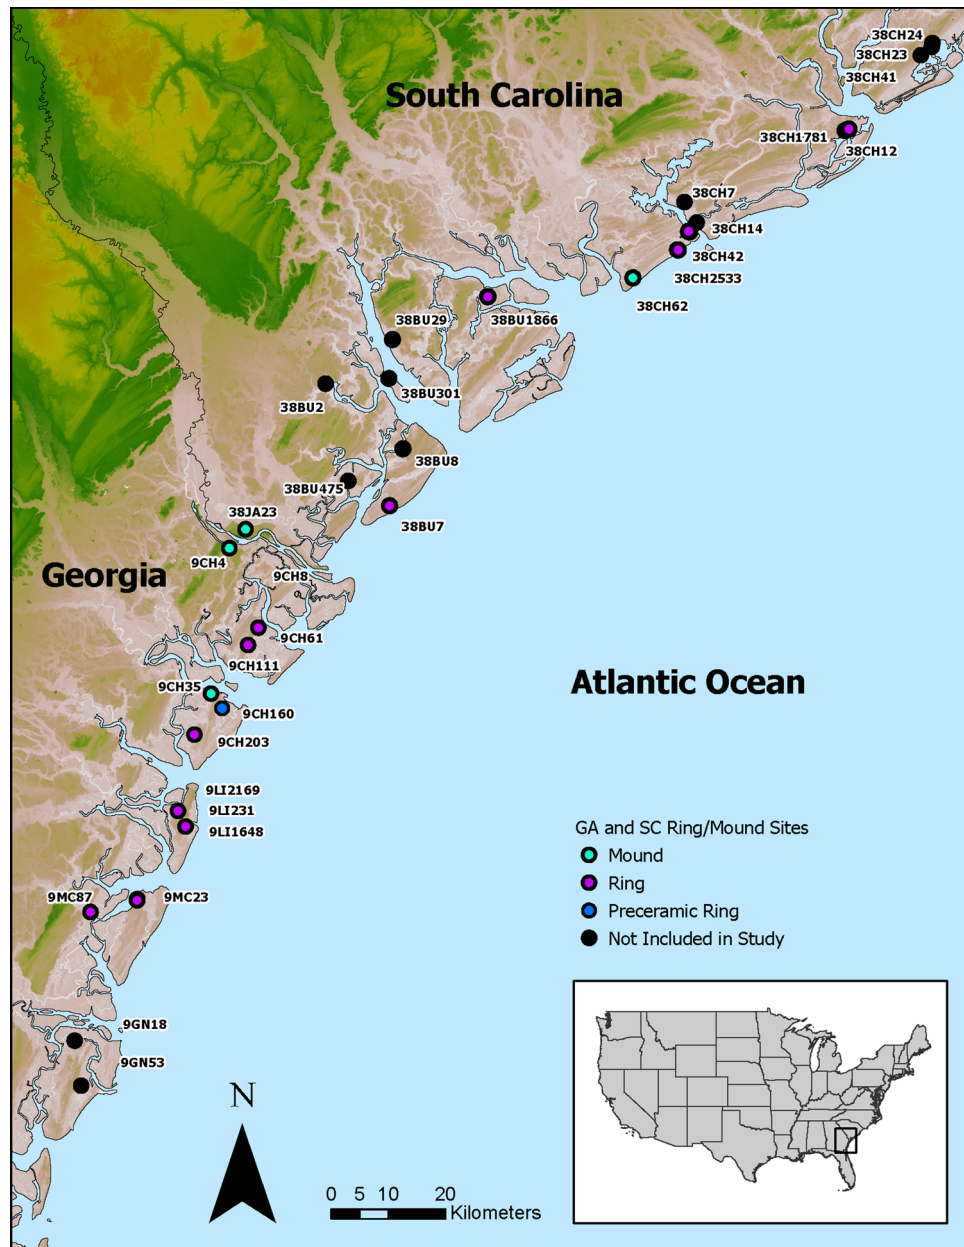 38CH24
38CH23
South Carolina
38CH41
38CH1781
38CH12
38CH7
38CH14
38CH42
38CH2533
38CH62
38BU29
38BU1866
38BU301
38BU2
38BU8
38BU475
38JA23
38BU7
9CH4
Georgia
9CH8
9CH61
9CH111
Atlantic Ocean
9CH35
9CH160
9CH203
9LI2169
9LI231
9LI1648
GA and SC Ring/Mound Sites
Mound
Ring
Preceramic Ring
Not Included in Study
9MC87
9MC23
9GN18
9GN53
N
0 5 10 20
Kilometers